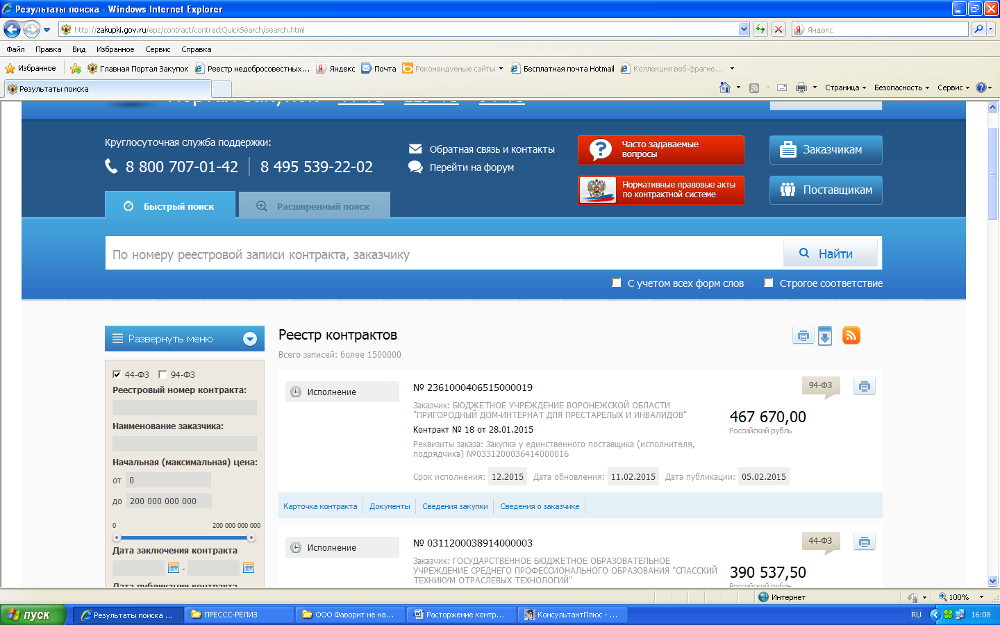 Результаты поиска - Windows Internet Explorer
http://zakupki.gov.ru/epz/contract/contractQuickSearch/search.html
Яндекс
Файл Правка Вид Избранное Сервис Справка
Избранное Главная Портал Закупок Реестр недобросовестных... Яндекс Почта Рекомендуемые сайты Бесплатная почта Hotmail Коллекция веб-фрагме...
Результаты поиска
Страница Безопасность Сервис
Круглосуточная служба поддержки:
8 800 707-01-42 8 495 539-22-02
Обратная связь и контакты
Перейти на форум
Часто задаваемые
вопросы
Нормативные правовые акты
по контрактной системе
Заказчикам
Поставщикам
Быстрый поиск Расширенный поиск
По номеру реестровой записи контракта, заказчику
Найти
С учетом всех форм слов Строгое соответствие
Развернуть меню
44-ФЗ 94-ФЗ
Реестровый номер контракта:
Наименование заказчика:
Начальная (максимальная) цена:
от 0
до 200 000 000 000
0 200 000 000 000
Дата заключения контракта
-
Дата публикации контракта
Реестр контрактов
Всего записей: более 1500000
Исполнение
№ 2361000406515000019
94-ФЗ
Заказчик: БЮДЖЕТНОЕ УЧРЕЖДЕНИЕ ВОРОНЕЖСКОЙ ОБЛАСТИ
"ПРИГОРОДНЫЙ ДОМ-ИНТЕРНАТ ДЛЯ ПРЕСТАРЕЛЫХ И ИНВАЛИДОВ"
467 670,00
Российский рубль
Контракт № 18 от 28.01.2015
Реквизиты заказа: Закупка у единственного поставщика (исполнителя,
подрядчика) №0331200036414000016
Срок исполнения: 12.2015 Дата обновления: 11.02.2015 Дата публикации: 05.02.2015
Карточка контракта Документы Сведения закупки Сведения о заказчике
Исполнение
№ 0311200038914000003
44-ФЗ
Заказчик: ГОСУДАРСТВЕННОЕ БЮДЖЕТНОЕ ОБРАЗОВАТЕЛЬНОЕ
УЧРЕЖДЕНИЕ СРЕДНЕГО ПРОФЕССИОНАЛЬНОГО ОБРАЗОВАНИЯ "СПАССКИЙ
ТЕХНИКУМ ОТРАСЛЕВЫХ ТЕХНОЛОГИЙ"
390 537,50
Российский рубль
Интернет 100%
пуск Результаты поиска ... ПРЕССС-РЕЛИЗ ООО Фаворит не на... Расторжение контр... КонсультантПлюс - ... RU 16:08